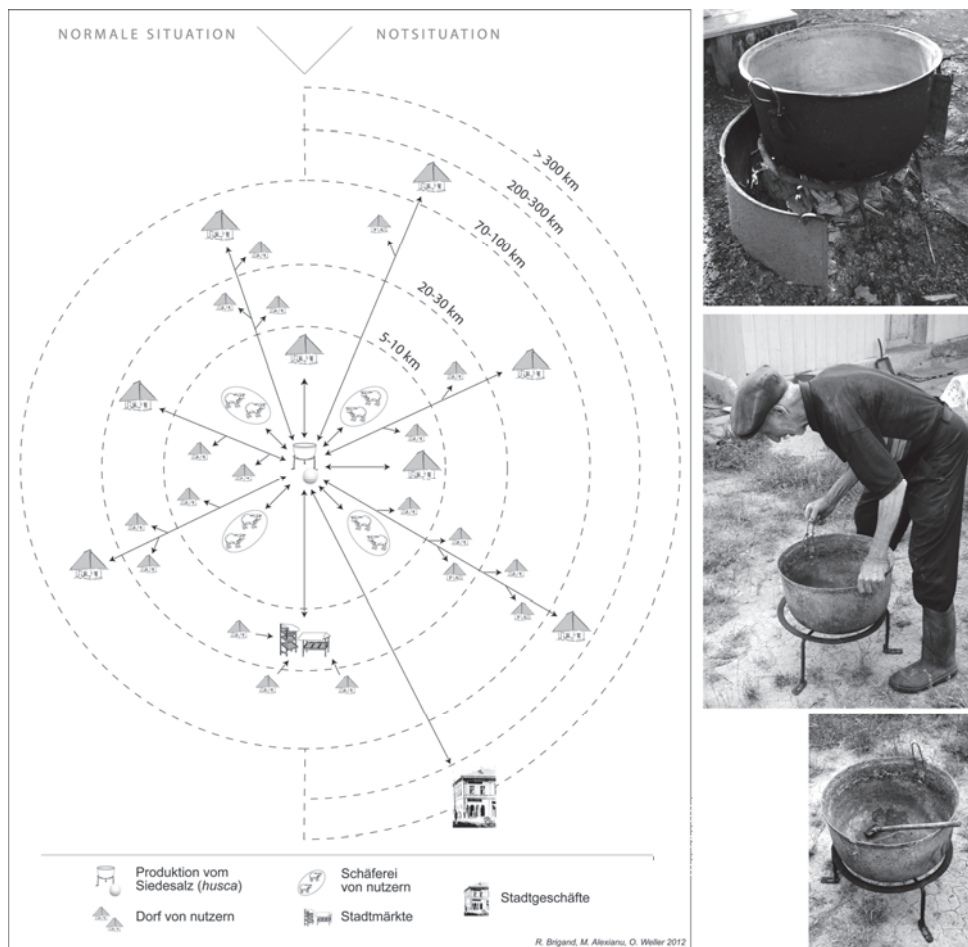 NORMALE SITUATION
NOTSITUATION
> 300 km
200-300 km
70-100 km
20-30 km
5-10 km
Produktion vom
Siedesalz (husca)
Schäferei
von nutzern
Stadtgeschäfte
Dorf von nutzern
Stadtmärkte
R. Brigand, M. Alexianu, O. Weller 2012